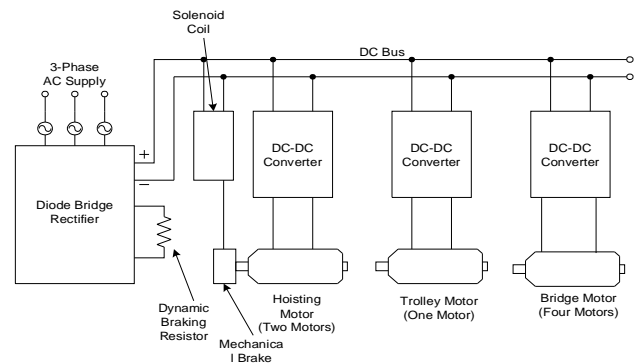 Solenoid
Coil
DC Bus
3-Phase
AC Supply
+
−
Diode Bridge
Rectifier
DC-DC
Converter
DC-DC
Converter
DC-DC
Converter
Dynamic
Braking
Resistor
Mechanica
l Brake
Hoisting
Motor
(Two Motors)
Trolley Motor
(One Motor)
Bridge Motor
(Four Motors)